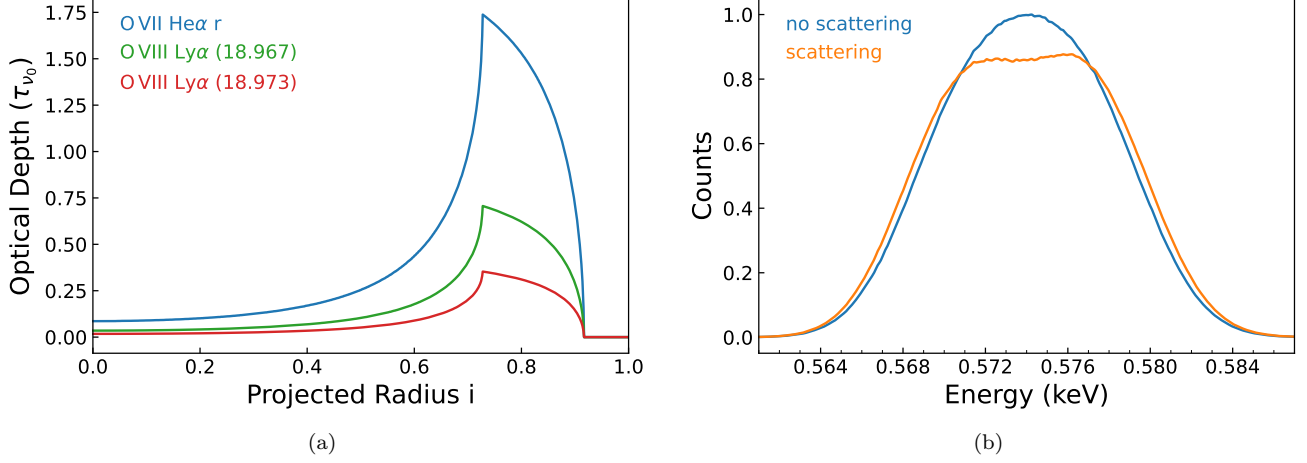 O VII Heα r
O VIII Lyα (18.967)
O VIII Lyα (18.973)
Optical Depth (τ_ν₀)
1.75
1.50
1.25
1.00
0.75
0.50
0.25
0.00
0.0 0.2 0.4 0.6 0.8 1.0
Projected Radius i
(a)
no scattering
scattering
Counts
1.0
0.8
0.6
0.4
0.2
0.0
0.564 0.568 0.572 0.576 0.580 0.584
Energy (keV)
(b)